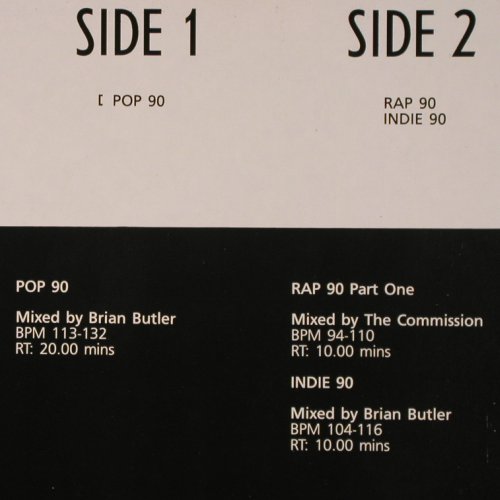 SIDE 1
[ POP 90
SIDE 2
RAP 90
INDIE 90
POP 90
Mixed by Brian Butler
BPM 113-132
RT: 20.00 mins
RAP 90 Part One
Mixed by The Commission
BPM 94-110
RT: 10.00 mins
INDIE 90
Mixed by Brian Butler
BPM 104-116
RT: 10.00 mins